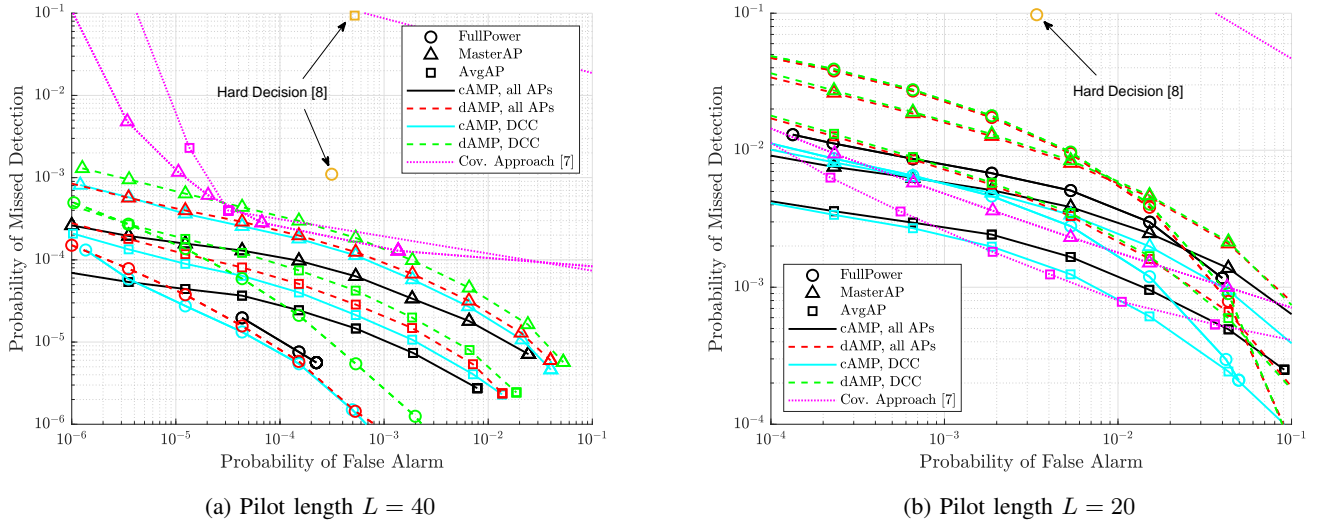 10^{-1}
10^{-2}
10^{-3}
10^{-4}
10^{-5}
10^{-6}
Probability of Missed Detection
10^{-6}
10^{-5}
10^{-4}
10^{-3}
10^{-2}
10^{-1}
Probability of False Alarm
Hard Decision [8]
FullPower
MasterAP
AvgAP
cAMP, all APs
dAMP, all APs
cAMP, DCC
dAMP, DCC
Cov. Approach [7]
(a) Pilot length L = 40
10^{-1}
10^{-2}
10^{-3}
10^{-4}
Probability of Missed Detection
10^{-4}
10^{-3}
10^{-2}
10^{-1}
Probability of False Alarm
Hard Decision [8]
FullPower
MasterAP
AvgAP
cAMP, all APs
dAMP, all APs
cAMP, DCC
dAMP, DCC
Cov. Approach [7]
(b) Pilot length L = 20